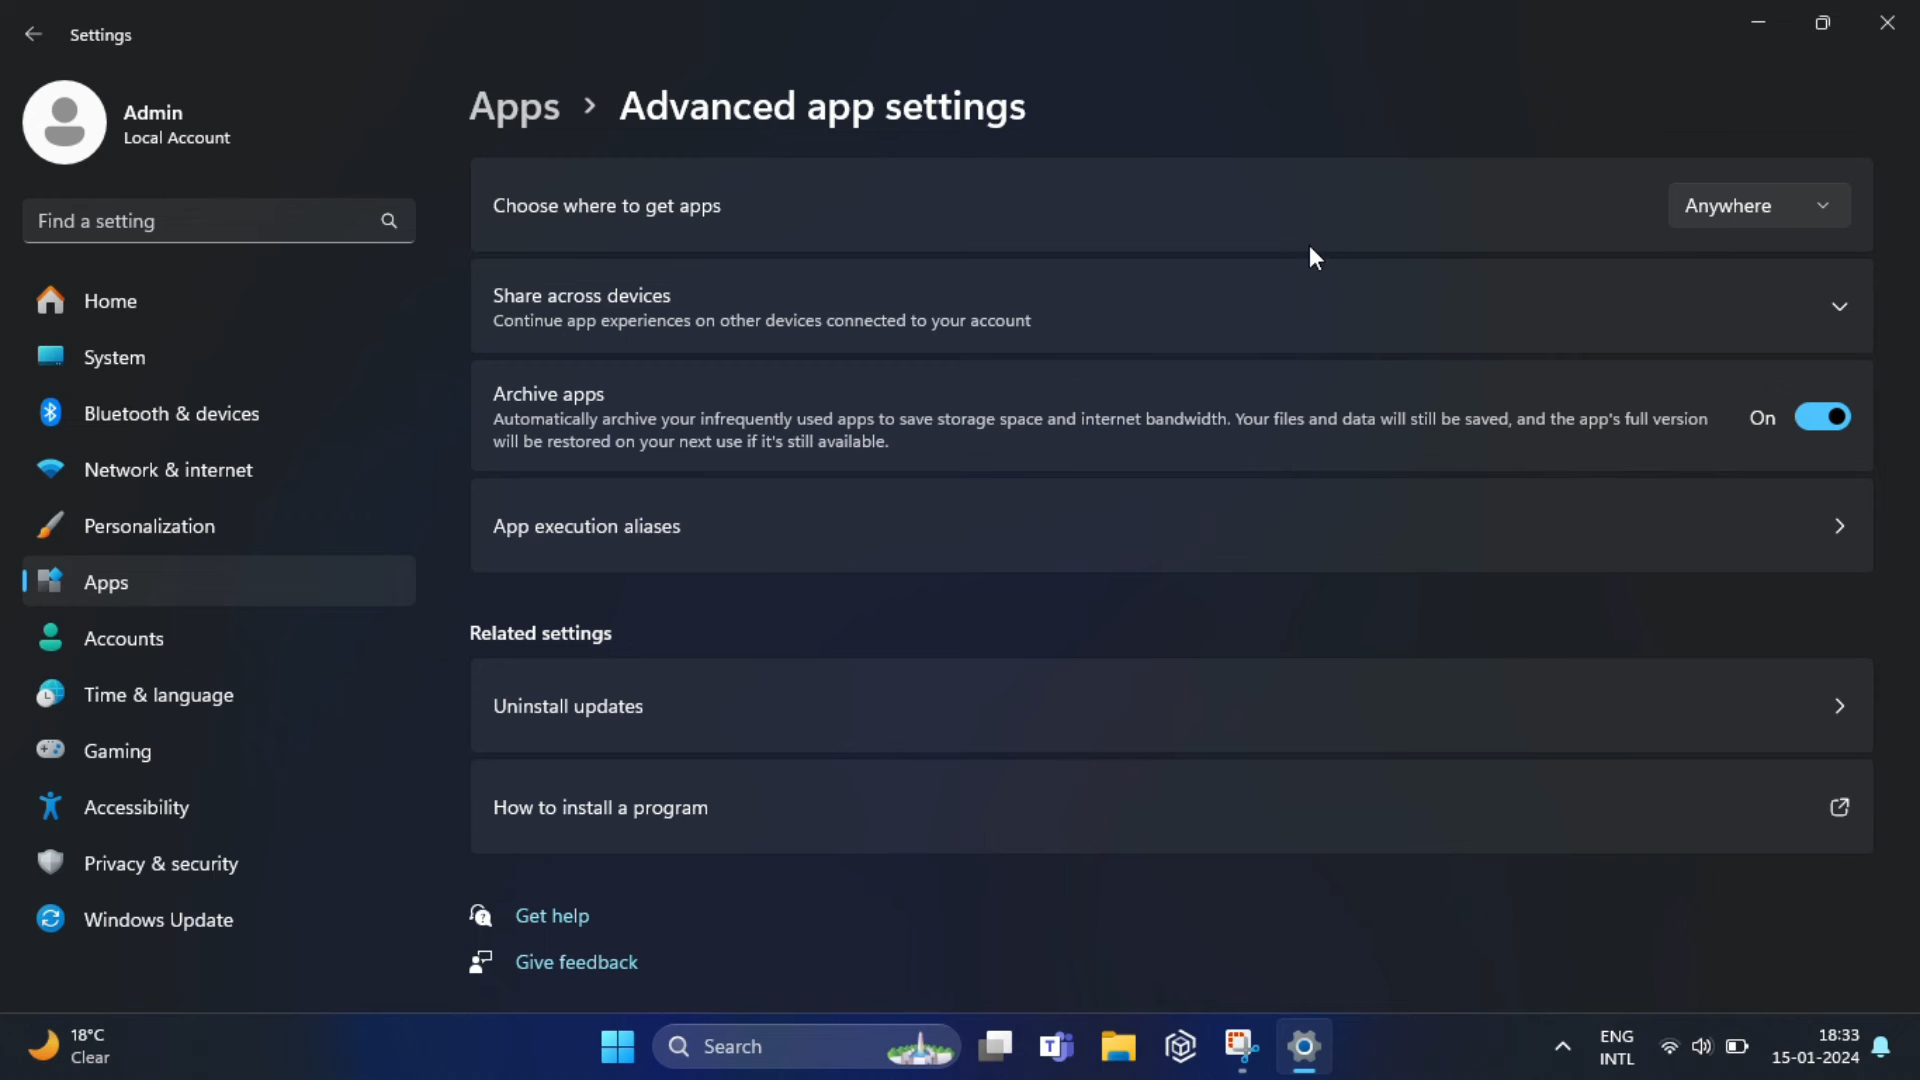 Settings
Admin
Local Account
Find a setting
Home
System
Bluetooth & devices
Network & internet
Personalization
Apps
Accounts
Time & language
Gaming
Accessibility
Privacy & security
Windows Update
Apps > Advanced app settings
Choose where to get apps
Anywhere
Share across devices
Continue app experiences on other devices connected to your account
Archive apps
Automatically archive your infrequently used apps to save storage space and internet bandwidth. Your files and data will still be saved, and the app's full version
will be restored on your next use if it's still available.
On
App execution aliases
Related settings
Uninstall updates
How to install a program
Get help
Give feedback
18°C
Clear
Search
ENG
INTL
18:33
15-01-2024